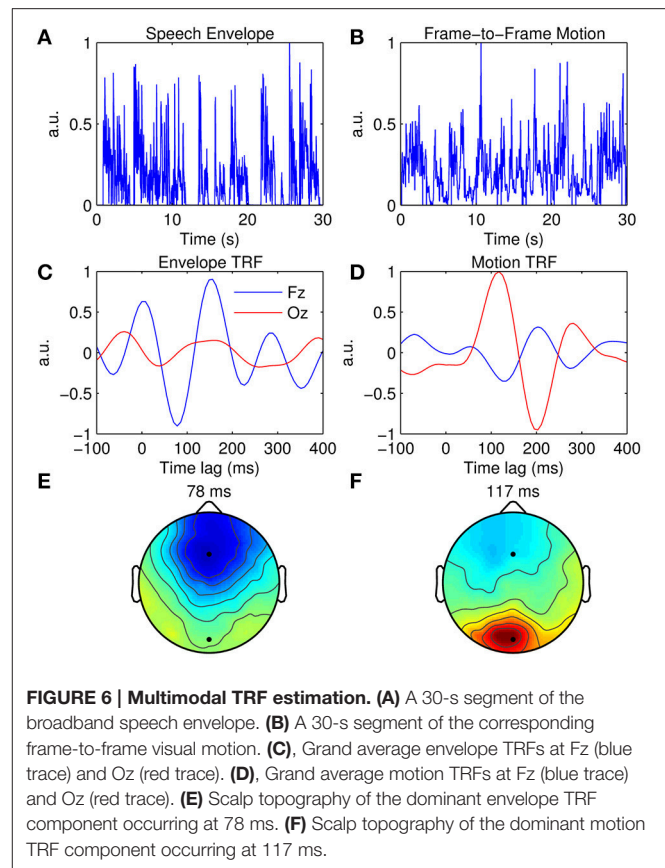 A Speech Envelope
B Frame−to−Frame Motion
1
0.5
0
a.u.
0 10 20 30
Time (s)
1
0.5
0
a.u.
0 10 20 30
Time (s)
C Envelope TRF
D Motion TRF
1
0.5
0
−0.5
−1
a.u.
Fz
Oz
-100 0 100 200 300 400
Time lag (ms)
1
0.5
0
−0.5
−1
a.u.
-100 0 100 200 300 400
Time lag (ms)
E 78 ms
F 117 ms
FIGURE 6 | Multimodal TRF estimation. (A) A 30-s segment of the
broadband speech envelope. (B) A 30-s segment of the corresponding
frame-to-frame visual motion. (C), Grand average envelope TRFs at Fz (blue
trace) and Oz (red trace). (D), Grand average motion TRFs at Fz (blue trace)
and Oz (red trace). (E) Scalp topography of the dominant envelope TRF
component occurring at 78 ms. (F) Scalp topography of the dominant motion
TRF component occurring at 117 ms.